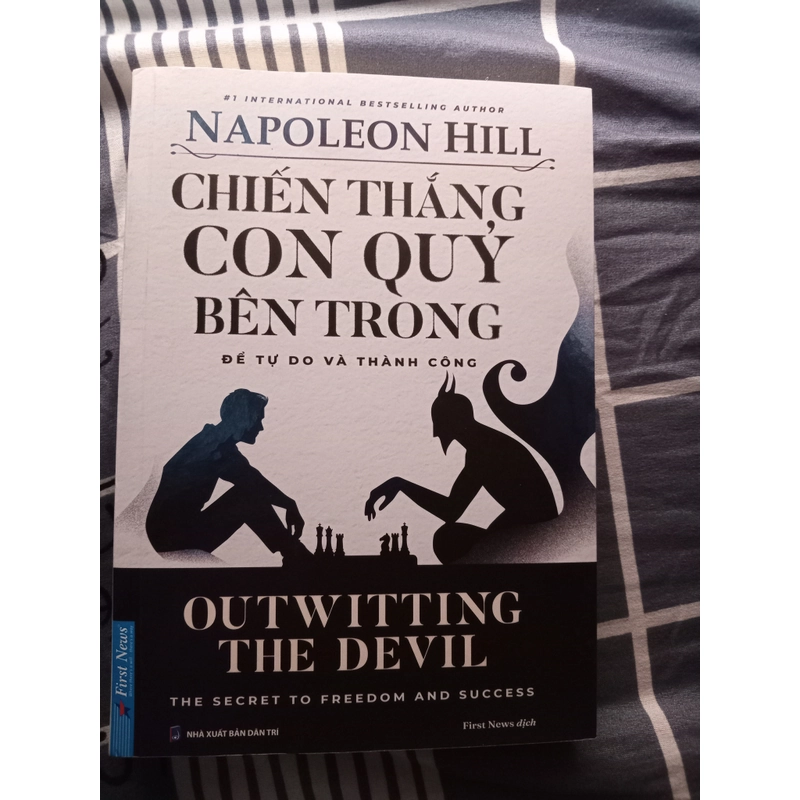 #1 INTERNATIONAL BESTSELLING AUTHOR
NAPOLEON HILL
CHIẾN THẮNG
CON QUỶ
BÊN TRONG
ĐỂ TỰ DO VÀ THÀNH CÔNG
OUTWITTING
THE DEVIL
THE SECRET TO FREEDOM AND SUCCESS
First News
NHÀ XUẤT BẢN DÂN TRÍ
First News dịch